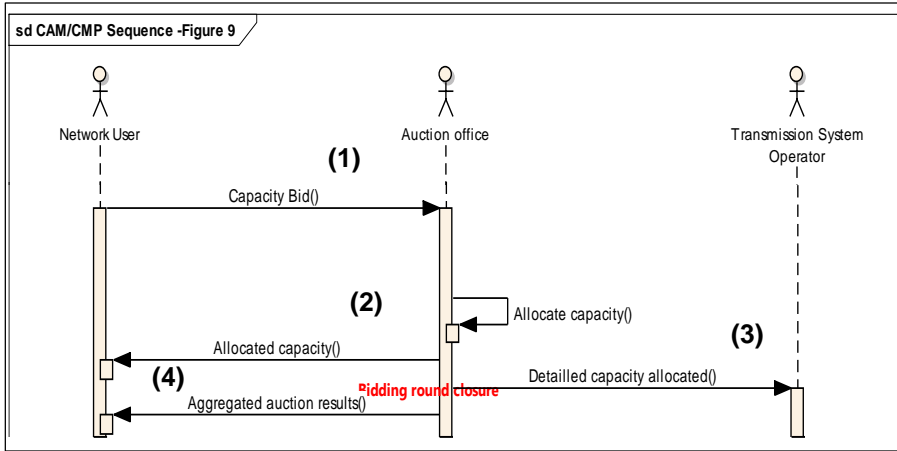 sd CAM/CMP Sequence -Figure 9
Network User
Auction office
Transmission System
Operator
(1)
Capacity Bid()
(2)
Allocate capacity()
(3)
Allocated capacity()
Detailled capacity allocated()
(4)
Bidding round closure
Aggregated auction results()